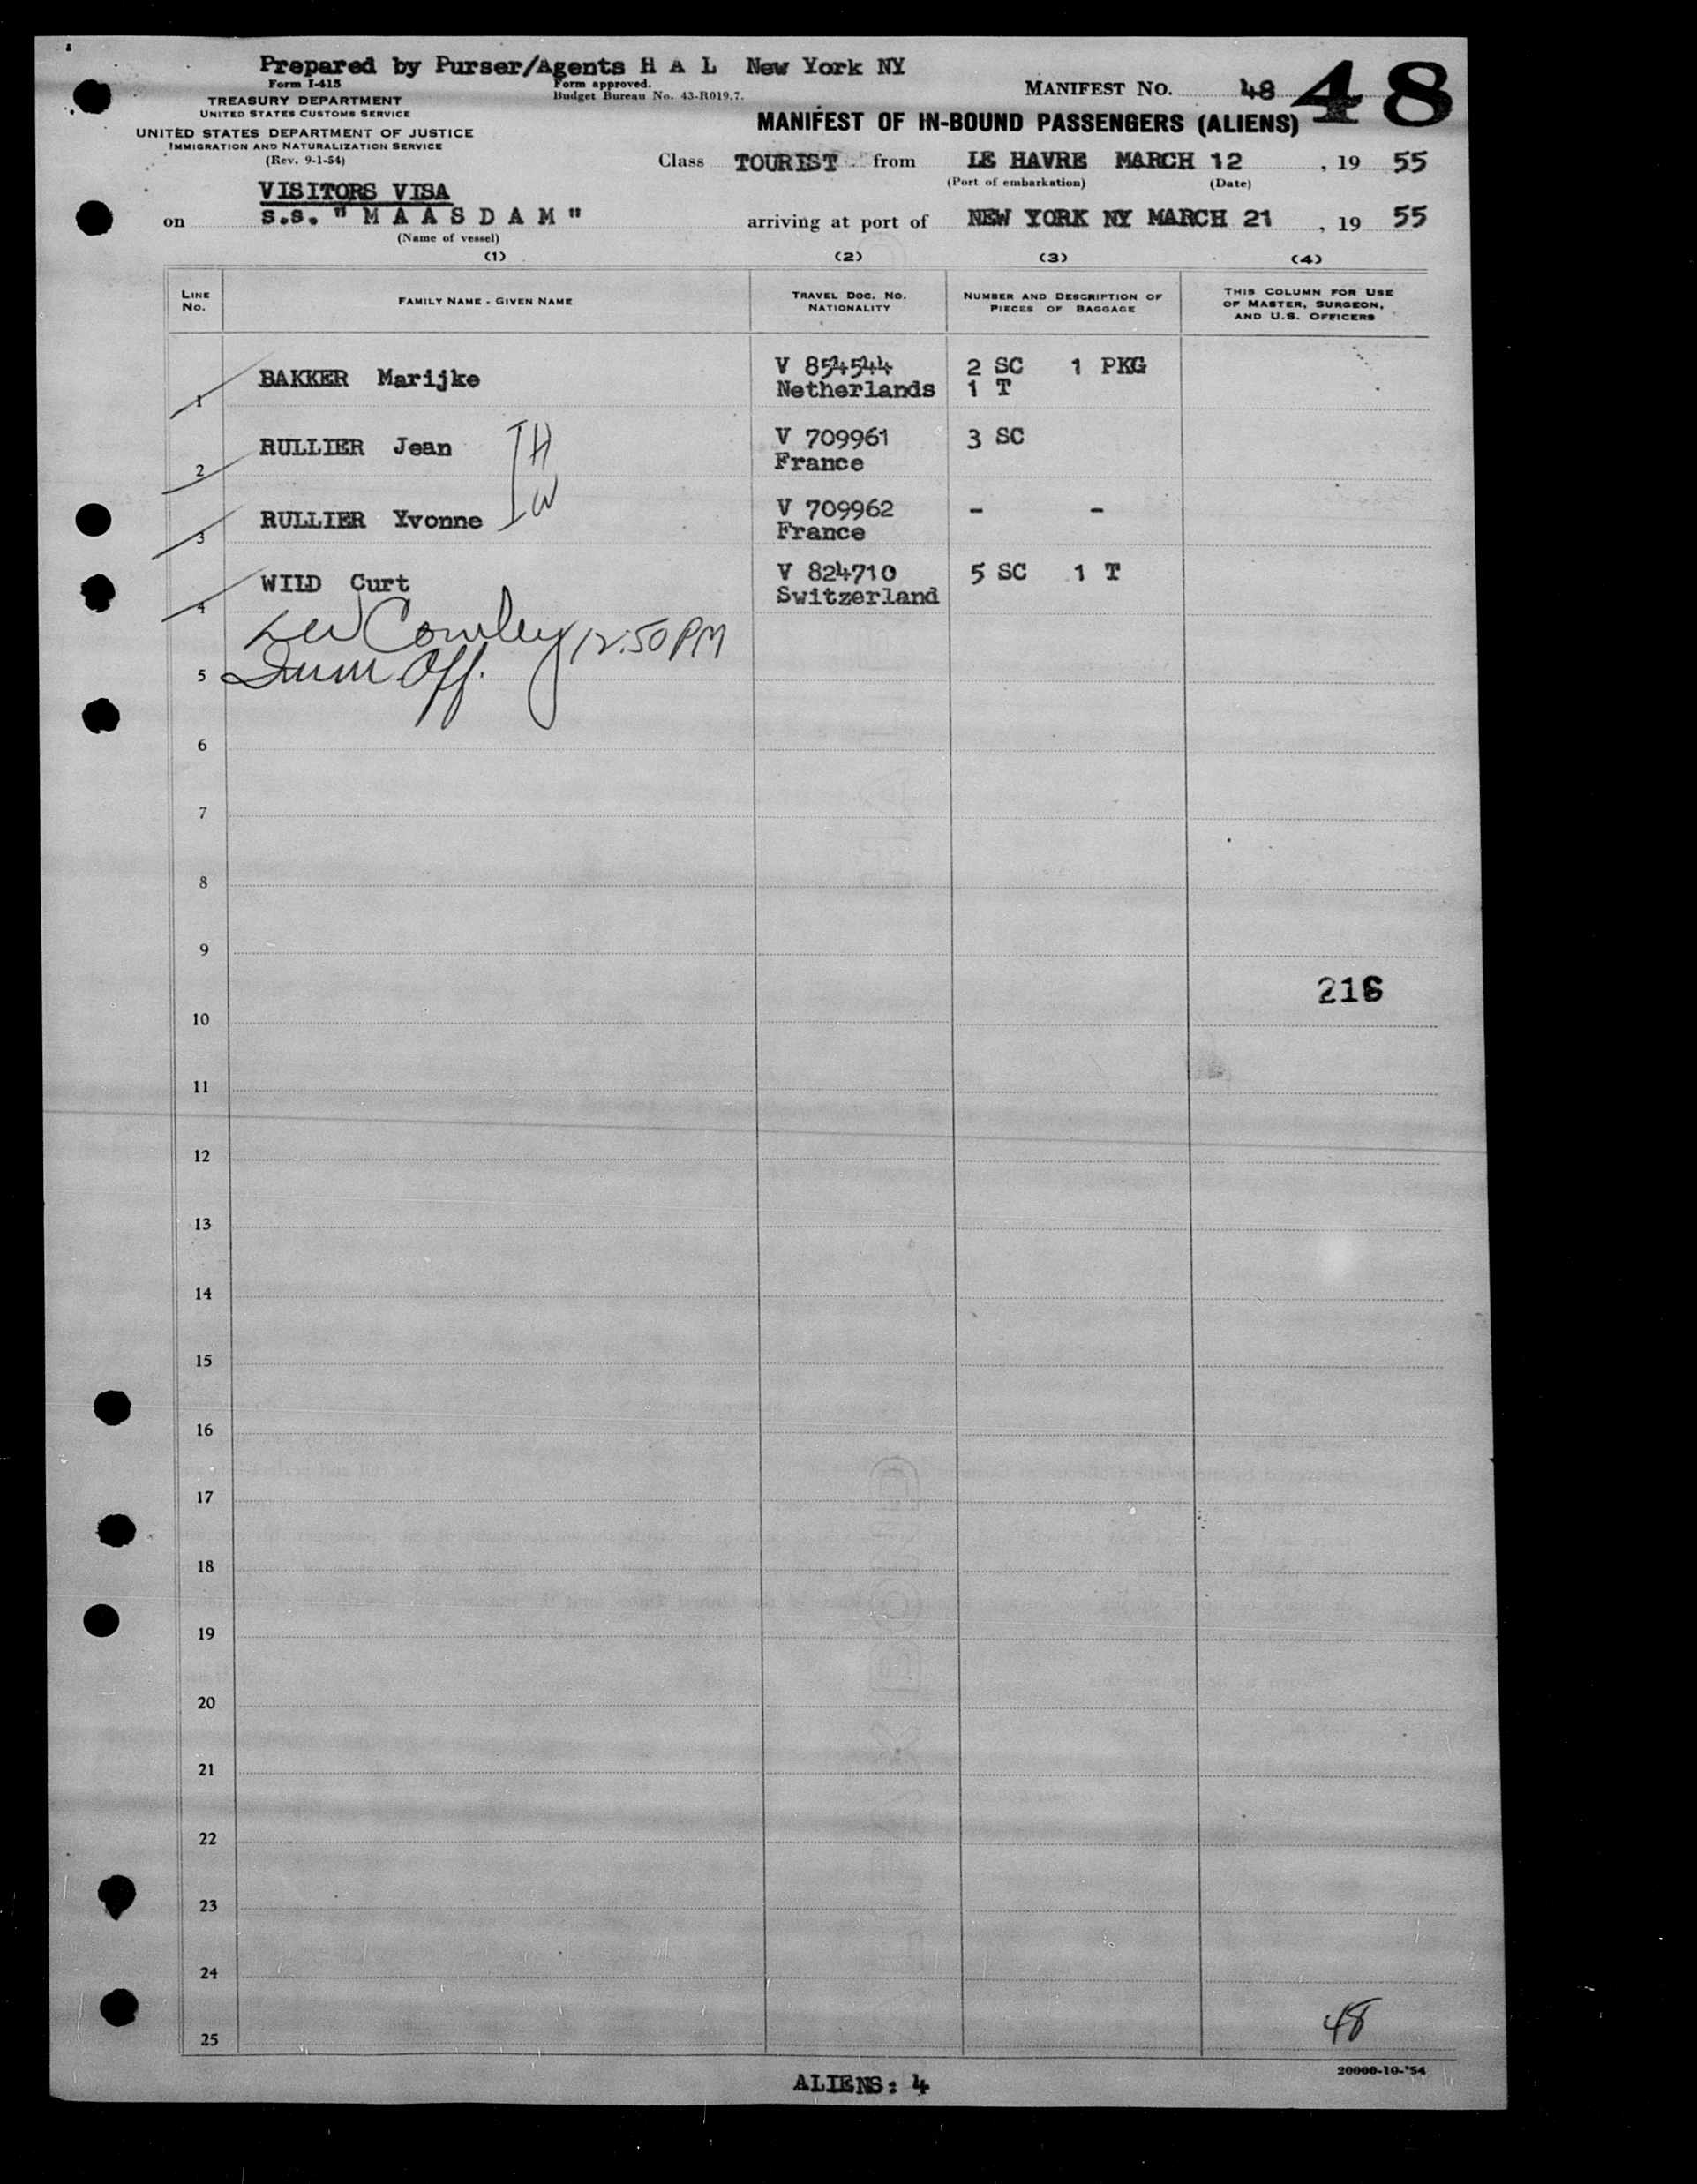 Prepared by Purser/Agents H A L New York NY
Form I-415
Form approved.
Budget Bureau No. 43-R019.7.
TREASURY DEPARTMENT
UNITED STATES CUSTOMS SERVICE
UNITED STATES DEPARTMENT OF JUSTICE
IMMIGRATION AND NATURALIZATION SERVICE
(Rev. 9-1-54)
MANIFEST NO. 48 48
MANIFEST OF IN-BOUND PASSENGERS (ALIENS)
Class TOURIST from LE HAVRE MARCH 12, 19 55
(Port of embarkation) (Date)
VISITORS VISA
on s.s. "M A A S D A M" arriving at port of NEW YORK NY MARCH 21, 19 55
(Name of vessel)
(1) (2) (3) (4)
LINE No. FAMILY NAME - GIVEN NAME TRAVEL DOC. NO. NATIONALITY NUMBER AND DESCRIPTION OF PIECES OF BAGGAGE THIS COLUMN FOR USE OF MASTER, SURGEON, AND U.S. OFFICERS
1 BAKKER Marijke V 854544 Netherlands 2 SC 1 PKG 1 T
2 RULLIER Jean H V 709961 France 3 SC
3 RULLIER Yvonne W V 709962 France - -
4 WILD Curt V 824710 Switzerland 5 SC 1 T
Cowley 12:50 PM
5 Imm Off.
6
7
8
9
216
10
11
12
13
14
15
16
17
18
19
20
21
22
23
24
48
25
20000-10-'54
ALIENS: 4